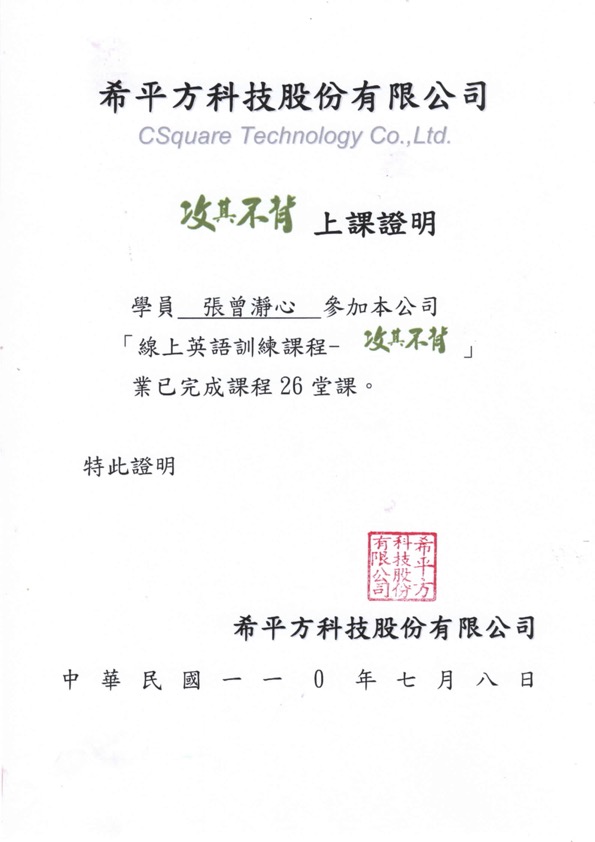 希平方科技股份有限公司
CSquare Technology Co.,Ltd.
攻其不背 上課證明
學員 張曾瀞心 參加本公司
「線上英語訓練課程- 攻其不背 」
業已完成課程 26 堂課。
特此證明
希平方
科技股份
有限公司
希平方科技股份有限公司
中華民國一一0年七月八日